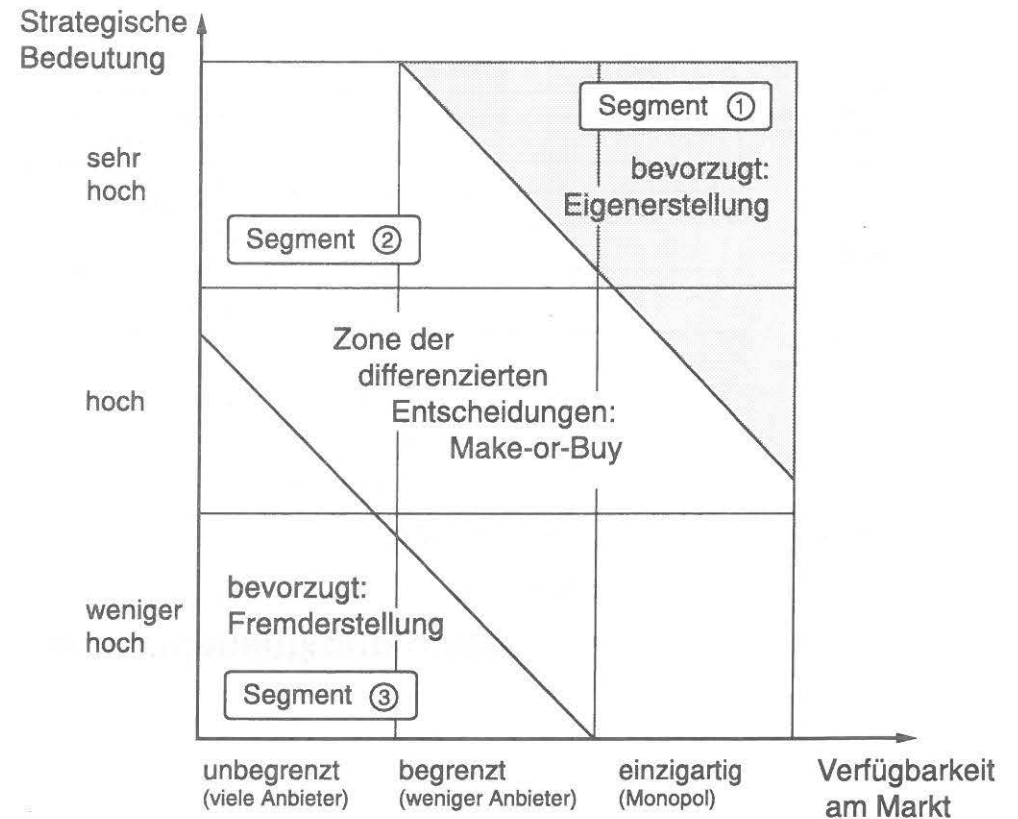 Strategische
Bedeutung
sehr
hoch
hoch
weniger
hoch
Segment ①
bevorzugt:
Eigenerstellung
Segment ②
Zone der
differenzierten
Entscheidungen:
Make-or-Buy
bevorzugt:
Fremderstellung
Segment ③
unbegrenzt
(viele Anbieter)
begrenzt
(weniger Anbieter)
einzigartig
(Monopol)
Verfügbarkeit
am Markt